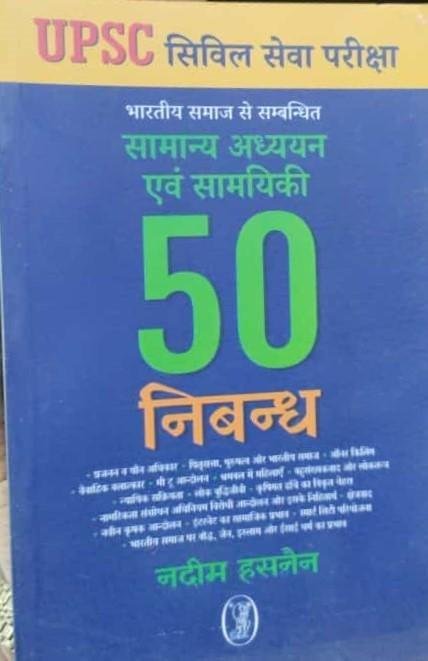 UPSC सिविल सेवा परीक्षा
भारतीय समाज से सम्बन्धित
सामान्य अध्ययन
एवं सामयिकी
50
निबन्ध
• प्रजनन व यौन अधिकार • पितृसत्ता, पुरुषत्व और भारतीय समाज • ऑनर किलिंग
• वैवाहिक बलात्कार • मी टू आन्दोलन • श्रमबल में महिलाएँ • बहुसंख्यकवाद और लोकतन्त्र
• न्यायिक सक्रियता • लोक बुद्धिजीवी • कृषिगत ढाँचे का विकृत चेहरा
• नागरिकता संशोधन अधिनियम विरोधी आन्दोलन और इसके निहितार्थ • क्षेत्रवाद
• नवीन कृषक आन्दोलन • इंटरनेट का सामाजिक प्रभाव • स्मार्ट सिटी परियोजना
• भारतीय समाज पर बौद्ध, जैन, इस्लाम और ईसाई धर्म का प्रभाव
नदीम हसनैन